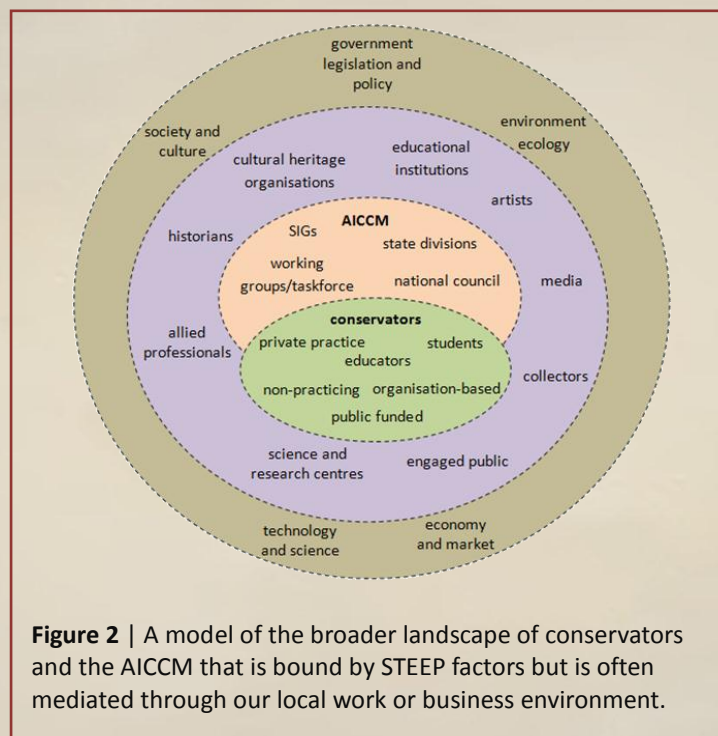 government
legislation and
policy
society and
culture
environment
ecology
cultural heritage
organisations
educational
institutions
artists
historians
AICCM
SIGs
state divisions
working
groups/taskforce
national council
media
allied
professionals
conservators
private practice
students
educators
non-practicing
organisation-based
public funded
collectors
science and
research centres
engaged public
technology
and science
economy
and market
Figure 2 | A model of the broader landscape of conservators
and the AICCM that is bound by STEEP factors but is often
mediated through our local work or business environment.